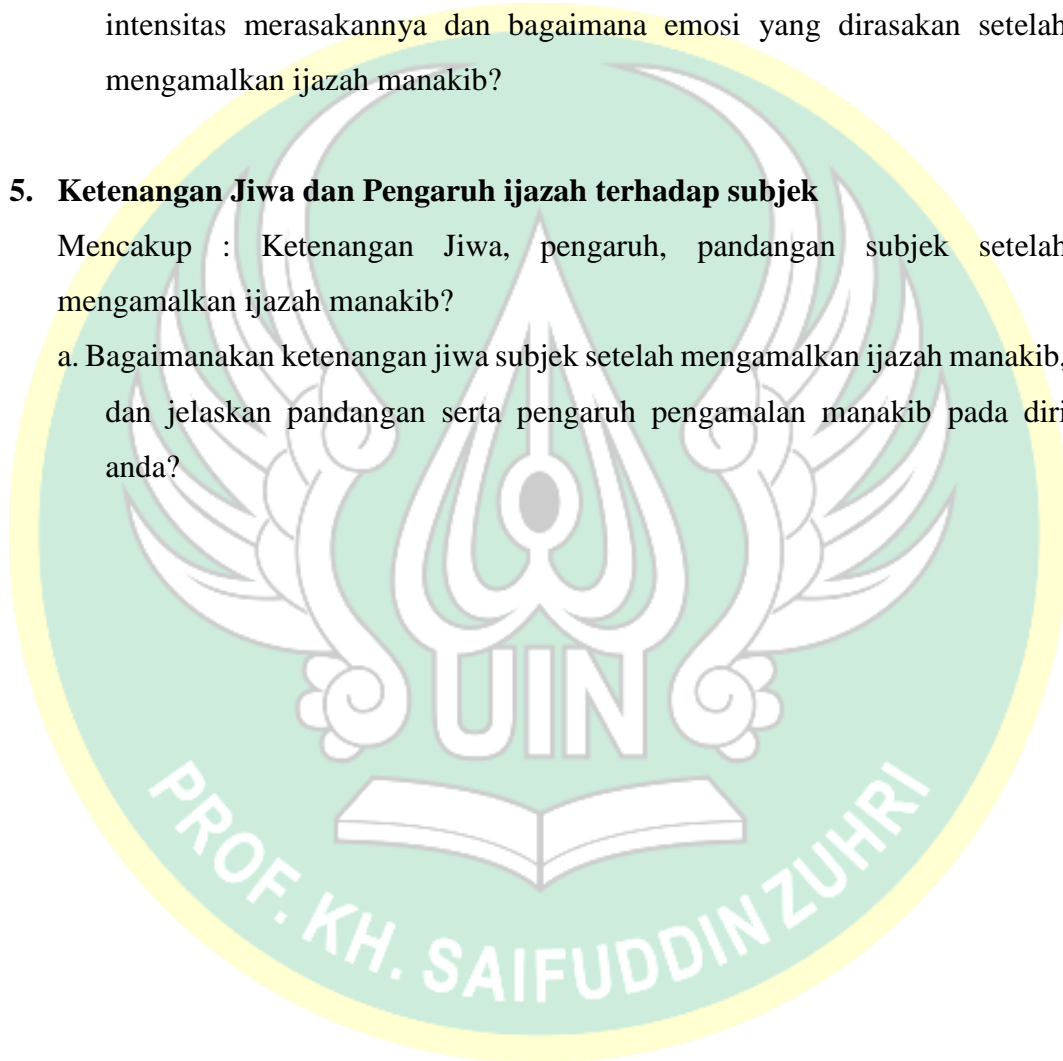 intensitas merasakannya dan bagaimana emosi yang dirasakan setelah
mengamalkan ijazah manakib?
5. Ketenangan Jiwa dan Pengaruh ijazah terhadap subjek
Mencakup : Ketenangan Jiwa, pengaruh, pandangan subjek setelah
mengamalkan ijazah manakib?
a. Bagaimanakan ketenangan jiwa subjek setelah mengamalkan ijazah manakib,
dan jelaskan pandangan serta pengaruh pengamalan manakib pada diri
anda?
UIN
PROF. KH. SAIFUDDIN ZUHRI